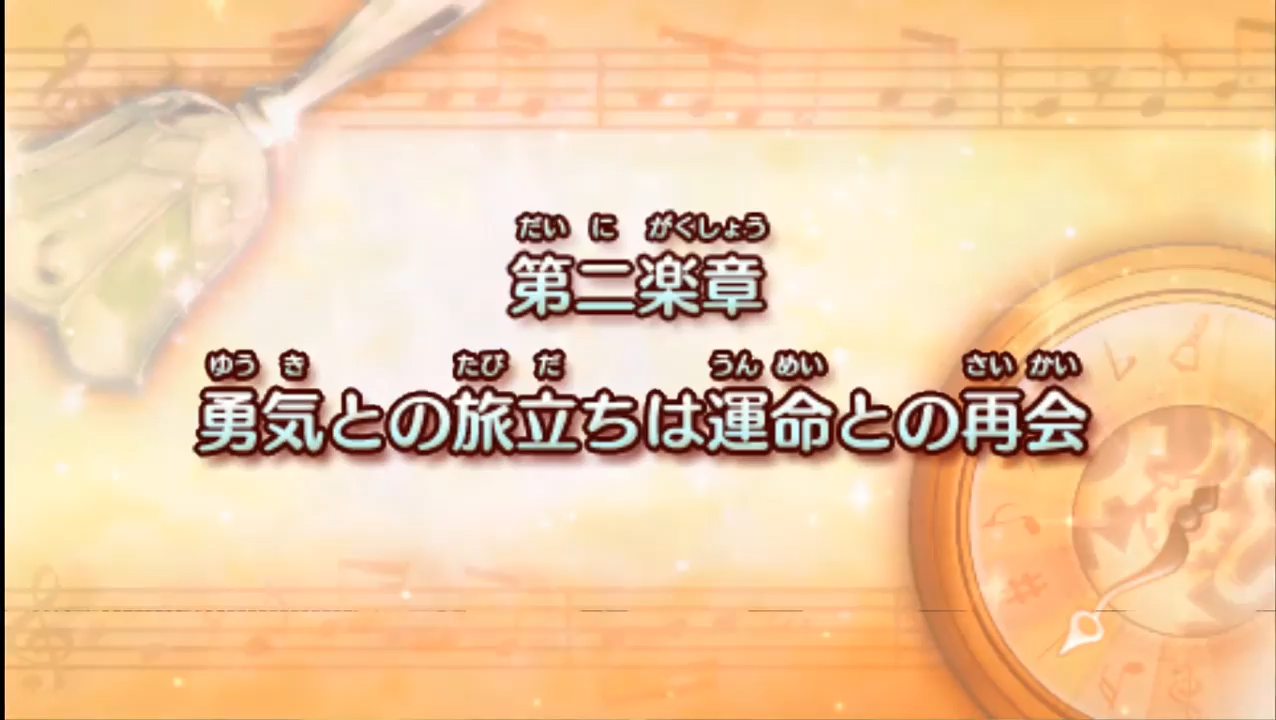 だい に がくしょう
第二楽章
ゆう き たび だ うん めい さい かい
勇気との旅立ちは運命との再会